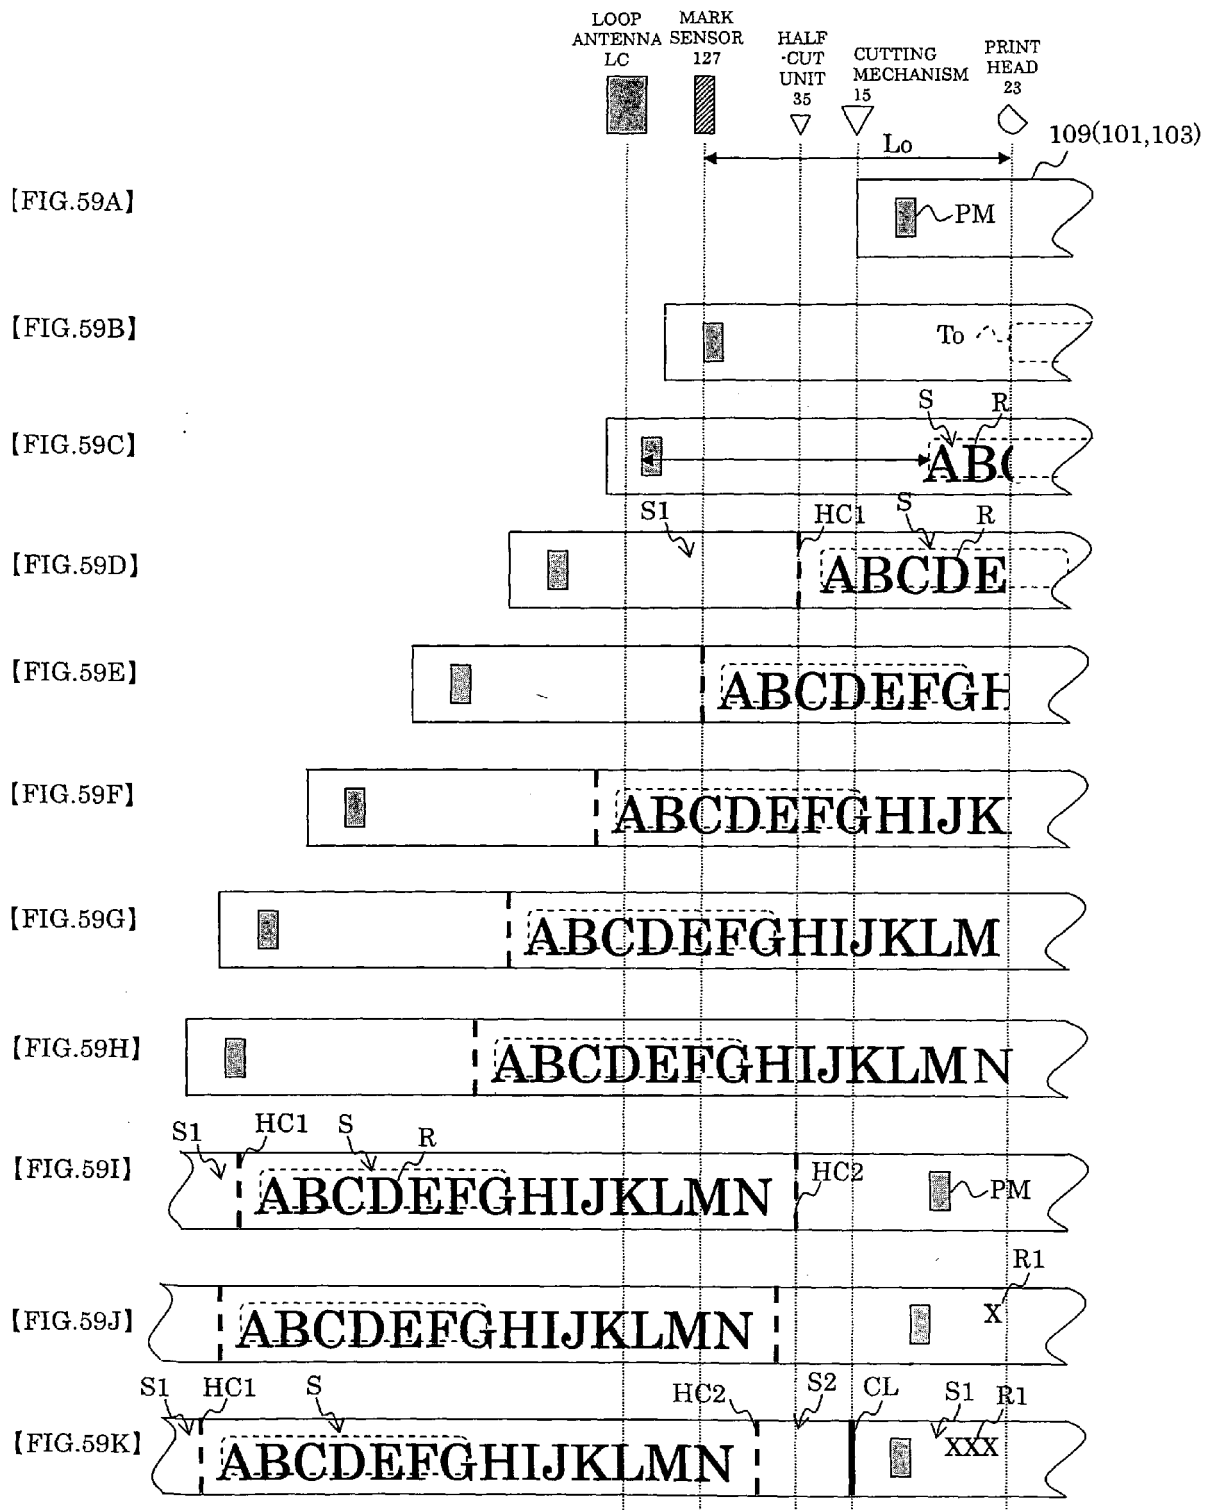 LOOP
ANTENNA
LC
MARK
SENSOR
127
HALF
-CUT
UNIT
35
CUTTING
MECHANISM
15
PRINT
HEAD
23
Lo
109(101,103)
【FIG.59A】
PM
【FIG.59B】
To
【FIG.59C】
S
R
ABC
【FIG.59D】
S1
HC1
S
R
ABCDE
【FIG.59E】
ABCDEFGH
【FIG.59F】
ABCDEFGHIJK
【FIG.59G】
ABCDEFGHIJKLM
【FIG.59H】
ABCDEFGHIJKLMN
【FIG.59I】
S1
HC1
S
R
ABCDEFGHIJKLMN
HC2
PM
【FIG.59J】
ABCDEFGHIJKLMN
R1
X
【FIG.59K】
S1
HC1
S
HC2
S2
CL
S1
R1
ABCDEFGHIJKLMN
XXX